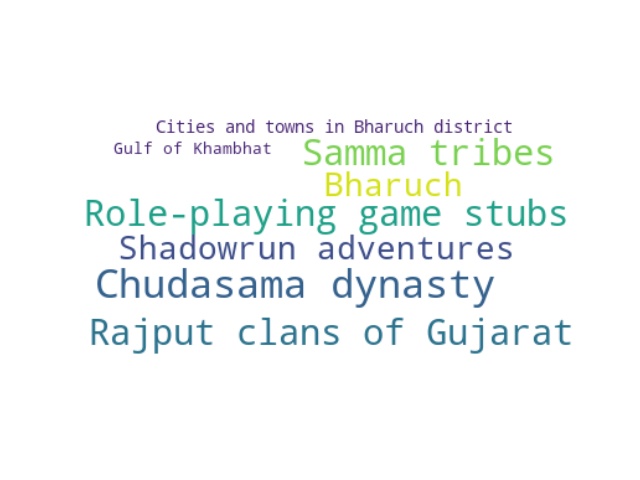 Cities and towns in Bharuch district
Gulf of Khambhat
Samma tribes
Bharuch
Role-playing game stubs
Shadowrun adventures
Chudasama dynasty
Rajput clans of Gujarat